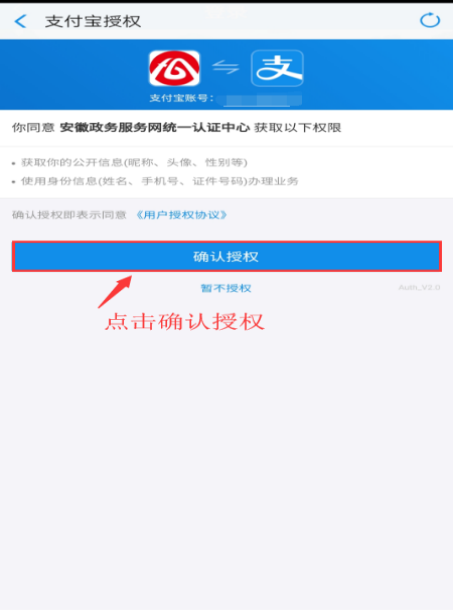 支付宝授权
支
支付宝账号：
你同意 安徽政务服务网统一认证中心 获取以下权限
• 获取你的公开信息(昵称、头像、性别等)
• 使用身份信息(姓名、手机号、证件号码)办理业务
确认授权即表示同意 《用户授权协议》
确认授权
暂不授权
Auth_V2.0
点击确认授权